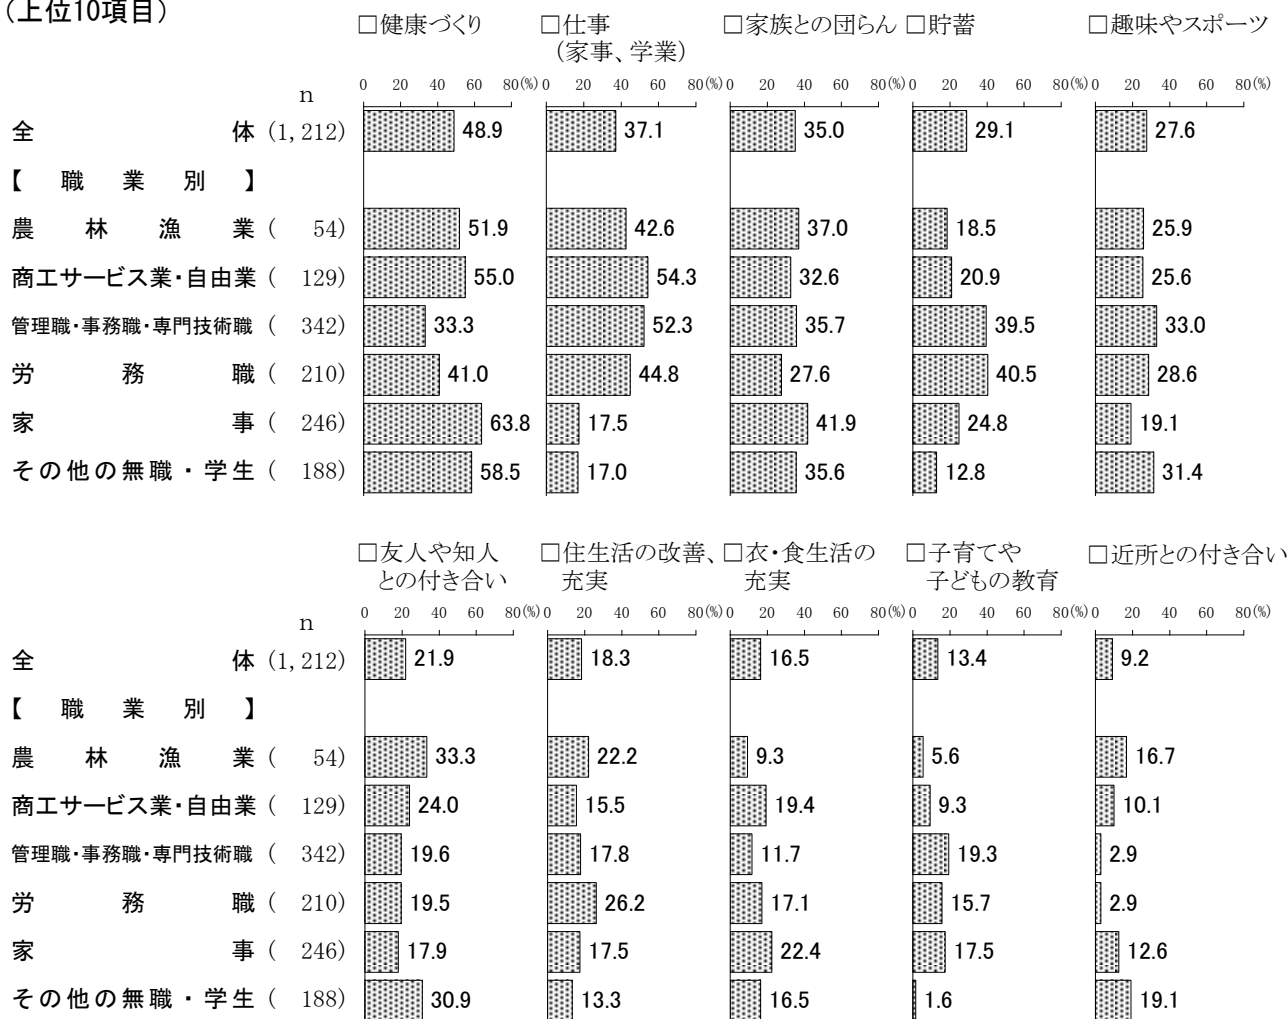 （上位10項目）
□健康づくり □仕事 □家族との団らん □貯蓄 □趣味やスポーツ
（家事、学業）
0 20 40 60 80(%) 0 20 40 60 80(%) 0 20 40 60 80(%) 0 20 40 60 80(%) 0 20 40 60 80(%)
n
全体 (1,212) 48.9 37.1 35.0 29.1 27.6
【職業別】
農林漁業 ( 54) 51.9 42.6 37.0 18.5 25.9
商工サービス業・自由業 ( 129) 55.0 54.3 32.6 20.9 25.6
管理職・事務職・専門技術職 ( 342) 33.3 52.3 35.7 39.5 33.0
労務職 ( 210) 41.0 44.8 27.6 40.5 28.6
家事 ( 246) 63.8 17.5 41.9 24.8 19.1
その他の無職・学生 ( 188) 58.5 17.0 35.6 12.8 31.4
□友人や知人 □住生活の改善、 □衣・食生活の □子育てや □近所との付き合い
との付き合い 充実 充実 子どもの教育
0 20 40 60 80(%) 0 20 40 60 80(%) 0 20 40 60 80(%) 0 20 40 60 80(%) 0 20 40 60 80(%)
n
全体 (1,212) 21.9 18.3 16.5 13.4 9.2
【職業別】
農林漁業 ( 54) 33.3 22.2 9.3 5.6 16.7
商工サービス業・自由業 ( 129) 24.0 15.5 19.4 9.3 10.1
管理職・事務職・専門技術職 ( 342) 19.6 17.8 11.7 19.3 2.9
労務職 ( 210) 19.5 26.2 17.1 15.7 2.9
家事 ( 246) 17.9 17.5 22.4 17.5 12.6
その他の無職・学生 ( 188) 30.9 13.3 16.5 1.6 19.1